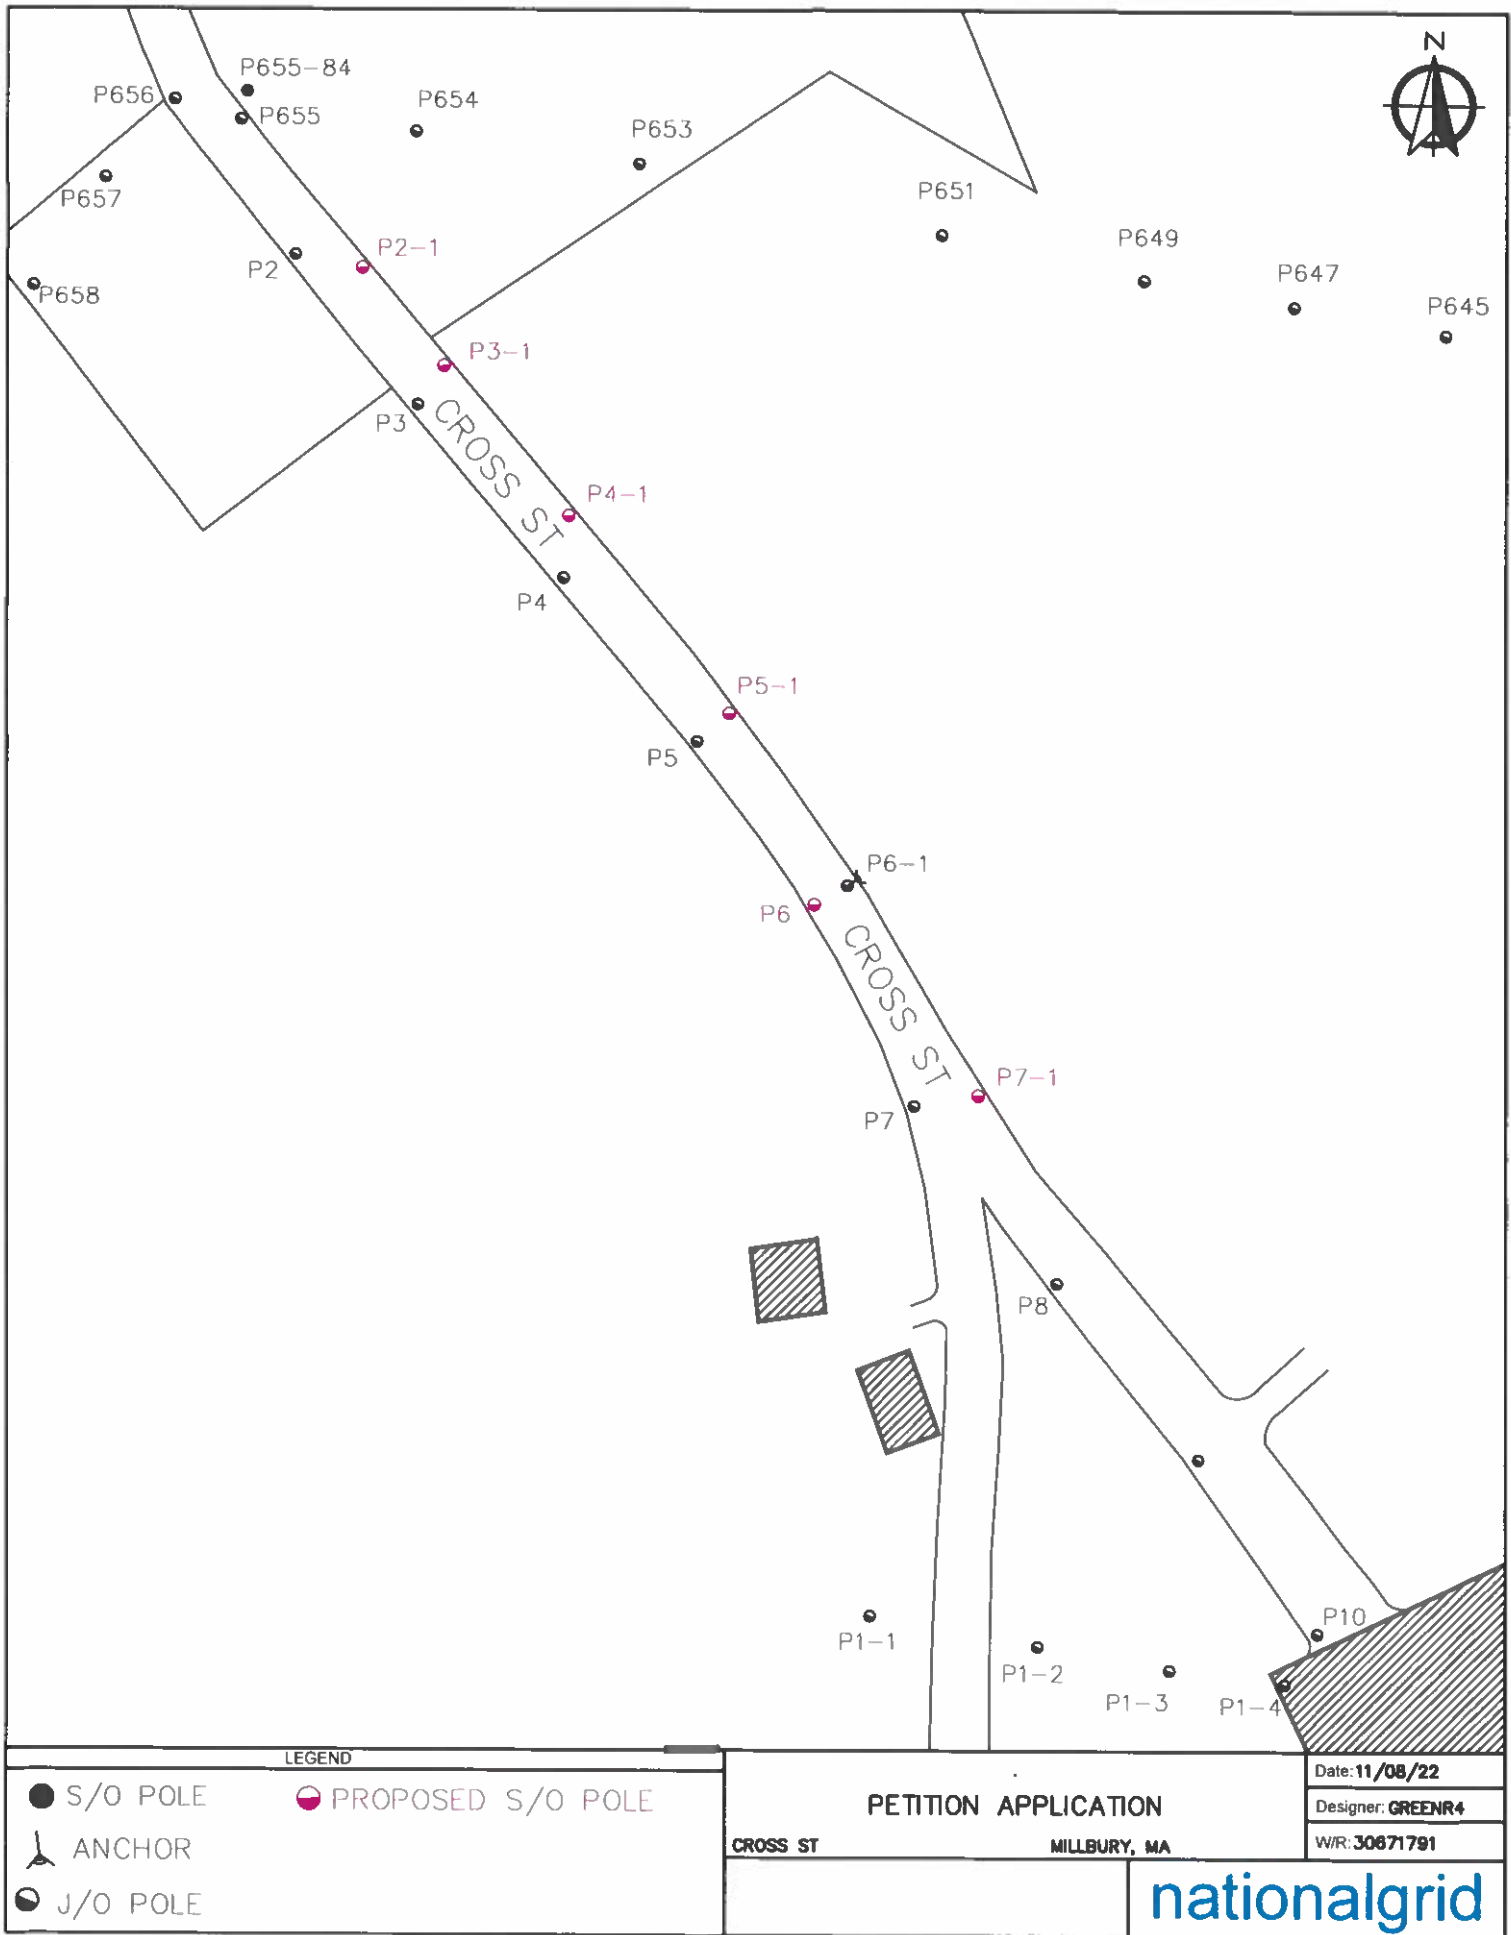 N
P655-84
P656
P655
P654
P653
P657
P651
P649
P647
P645
P2
P2-1
P658
P3-1
P3
CROSS ST
P4-1
P4
P5-1
P5
P6-1
P6
CROSS ST
P7-1
P7
P8
P10
P1-1
P1-2
P1-3
P1-4
LEGEND
S/O POLE
PROPOSED S/O POLE
ANCHOR
J/O POLE
PETITION APPLICATION
CROSS ST MILLBURY, MA
Date: 11/08/22
Designer: GREENR4
W/R: 30671791
nationalgrid